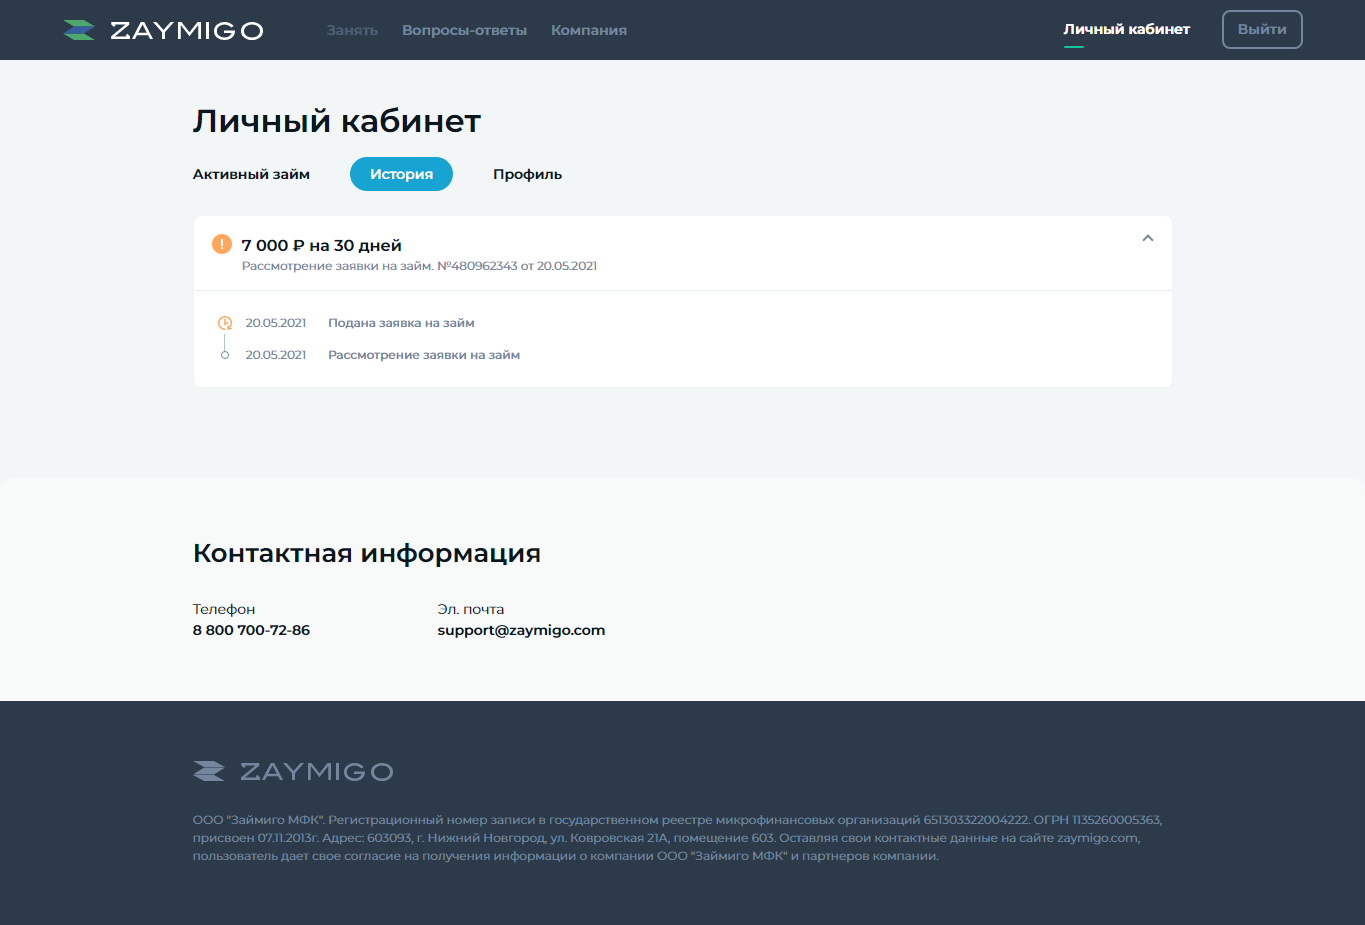 ZAYMIGO
Занять Вопросы-ответы Компания
Личный кабинет Выйти
Личный кабинет
Активный займ История Профиль
7 000 ₽ на 30 дней
Рассмотрение заявки на займ. №480962343 от 20.05.2021
20.05.2021 Подана заявка на займ
20.05.2021 Рассмотрение заявки на займ
Контактная информация
Телефон
8 800 700-72-86
Эл. почта
support@zaymigo.com
ZAYMIGO
ООО "Займиго МФК". Регистрационный номер записи в государственном реестре микрофинансовых организаций 651303322004222. ОГРН 1135260005363,
присвоен 07.11.2013г. Адрес: 603093, г. Нижний Новгород, ул. Ковровская 21А, помещение 603. Оставляя свои контактные данные на сайте zaymigo.com,
пользователь дает свое согласие на получения информации о компании ООО "Займиго МФК" и партнеров компании.